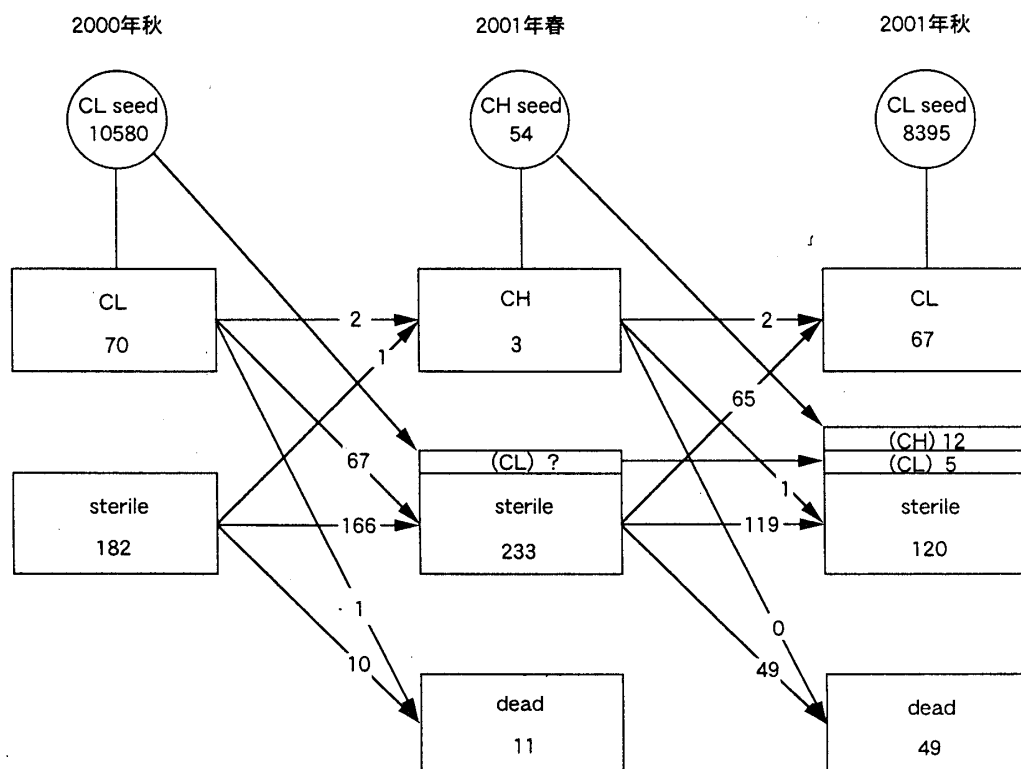 2000年秋
2001年春
2001年秋
CL seed
10580
CH seed
54
CL seed
8395
CL
70
2
CH
3
2
CL
67
1
65
67
(CL) ?
(CH) 12
(CL) 5
1
sterile
182
166
sterile
233
119
sterile
120
1
0
10
49
dead
11
dead
49